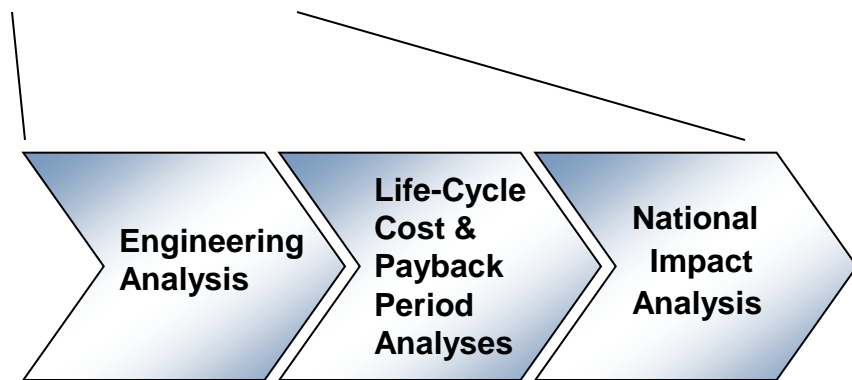 Engineering
Analysis
Life-Cycle
Cost &
Payback
Period
Analyses
National
Impact
Analysis